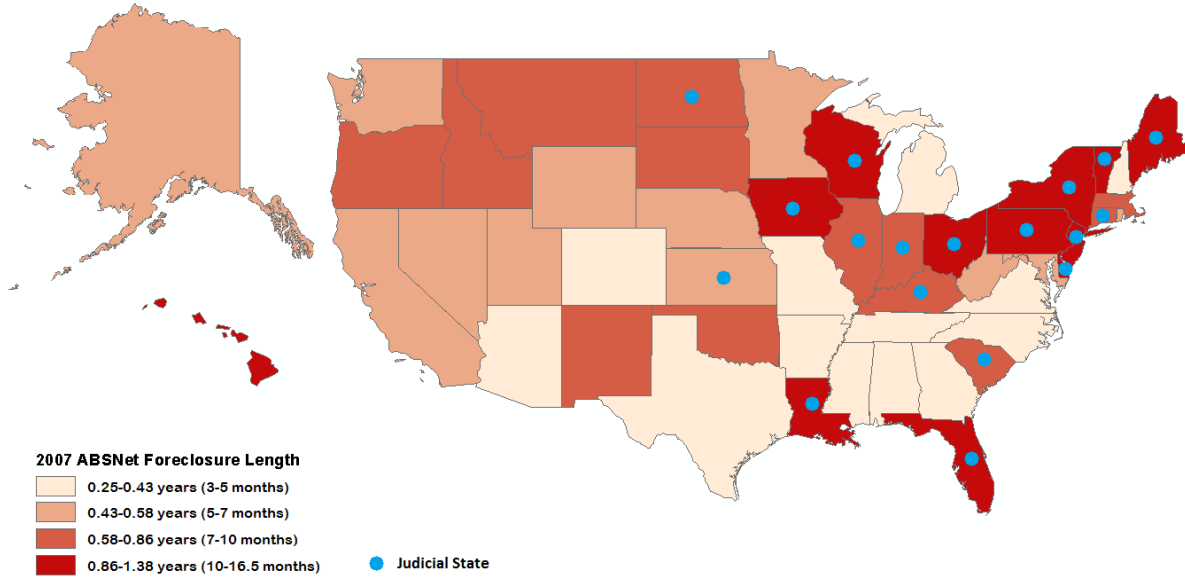 2007 ABSNet Foreclosure Length
0.25-0.43 years (3-5 months)
0.43-0.58 years (5-7 months)
0.58-0.86 years (7-10 months)
0.86-1.38 years (10-16.5 months)
Judicial State